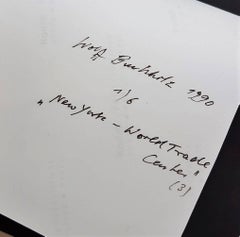 Wolf Buchholz 1990
1/6
"New York - World Trade
Center"
(3)